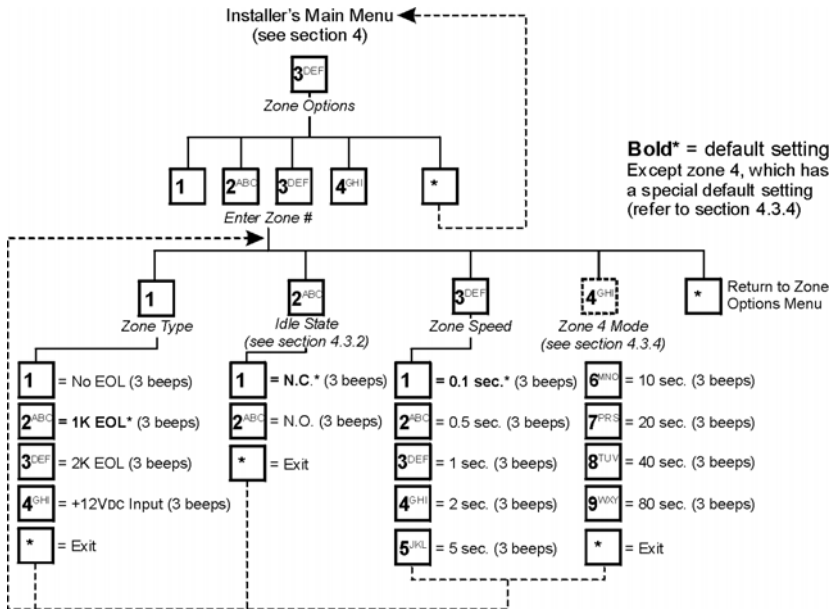 Installer's Main Menu
(see section 4)
3DEF
Zone Options
1 2ABC 3DEF 4GHI *
Enter Zone #
Bold* = default setting
Except zone 4, which has
a special default setting
(refer to section 4.3.4)
1
Zone Type
2ABC
Idle State
(see section 4.3.2)
3DEF
Zone Speed
4GHI
Zone 4 Mode
(see section 4.3.4)
* Return to Zone
Options Menu
1 = No EOL (3 beeps)
2ABC = 1K EOL* (3 beeps)
3DEF = 2K EOL (3 beeps)
4GHI = +12VDC Input (3 beeps)
* = Exit
1 = N.C.* (3 beeps)
2ABC = N.O. (3 beeps)
* = Exit
1 = 0.1 sec.* (3 beeps)
2ABC = 0.5 sec. (3 beeps)
3DEF = 1 sec. (3 beeps)
4GHI = 2 sec. (3 beeps)
5JKL = 5 sec. (3 beeps)
6MNO = 10 sec. (3 beeps)
7PRS = 20 sec. (3 beeps)
8TUV = 40 sec. (3 beeps)
9WXY = 80 sec. (3 beeps)
* = Exit